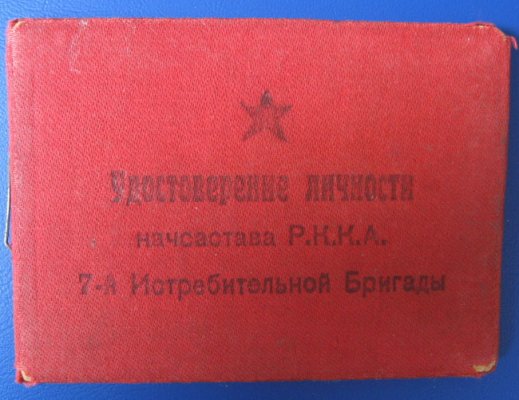 Удостоверение личности
начсостава Р.К.К.А.
7-й Истребительной Бригады